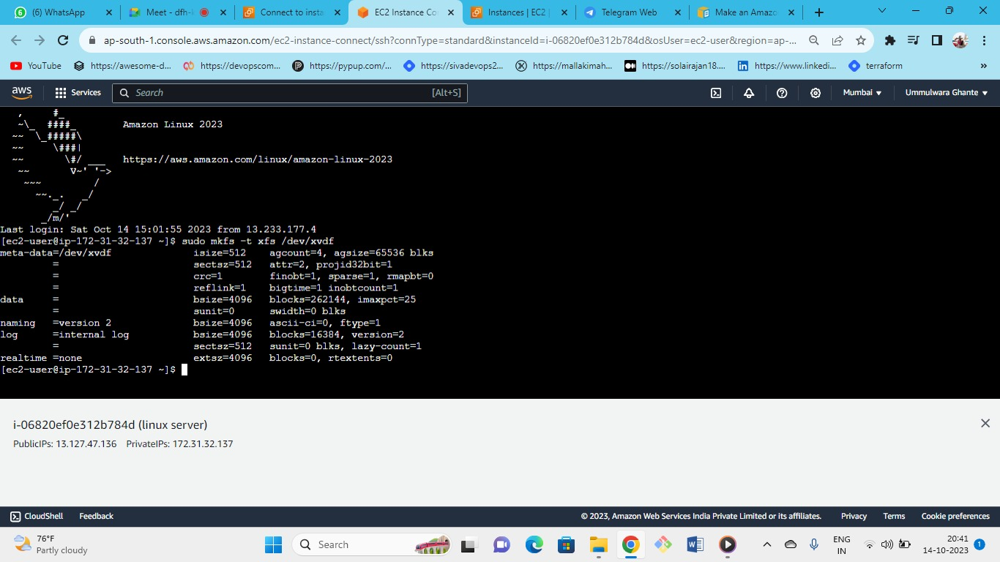 (6) WhatsApp
Meet - dfh-
Connect to insta
EC2 Instance Co
Instances | EC2
Telegram Web
Make an Amazo
ap-south-1.console.aws.amazon.com/ec2-instance-connect/ssh?connType=standard&instanceId=i-06820ef0e312b784d&osUser=ec2-user&region=ap-...
YouTube
https://awesome-d...
https://devopscom...
https://pypup.com/...
https://sivadevops2...
https://mallakimah...
https://solairajan18....
https://www.linkedi...
terraform
aws
Services
Search
[Alt+S]
Mumbai
Ummulwara Ghante
   ,     #_
   ~\_  ####_        Amazon Linux 2023
  ~~  \_#####\
  ~~     \###|
  ~~       \#/ ___   https://aws.amazon.com/linux/amazon-linux-2023
   ~~       V~' '->
    ~~~         /
      ~~._.   _/
         _/ _/
       _/m/'
Last login: Sat Oct 14 15:01:55 2023 from 13.233.177.4
[ec2-user@ip-172-31-32-137 ~]$ sudo mkfs -t xfs /dev/xvdf
meta-data=/dev/xvdf              isize=512    agcount=4, agsize=65536 blks
         =                       sectsz=512   attr=2, projid32bit=1
         =                       crc=1        finobt=1, sparse=1, rmapbt=0
         =                       reflink=1    bigtime=1 inobtcount=1
data     =                       bsize=4096   blocks=262144, imaxpct=25
         =                       sunit=0      swidth=0 blks
naming   =version 2              bsize=4096   ascii-ci=0, ftype=1
log      =internal log           bsize=4096   blocks=16384, version=2
         =                       sectsz=512   sunit=0 blks, lazy-count=1
realtime =none                   extsz=4096   blocks=0, rtextents=0
[ec2-user@ip-172-31-32-137 ~]$
i-06820ef0e312b784d (linux server)
PublicIPs: 13.127.47.136 PrivateIPs: 172.31.32.137
CloudShell
Feedback
© 2023, Amazon Web Services India Private Limited or its affiliates.
Privacy
Terms
Cookie preferences
76°F
Partly cloudy
Search
ENG
IN
20:41
14-10-2023
1